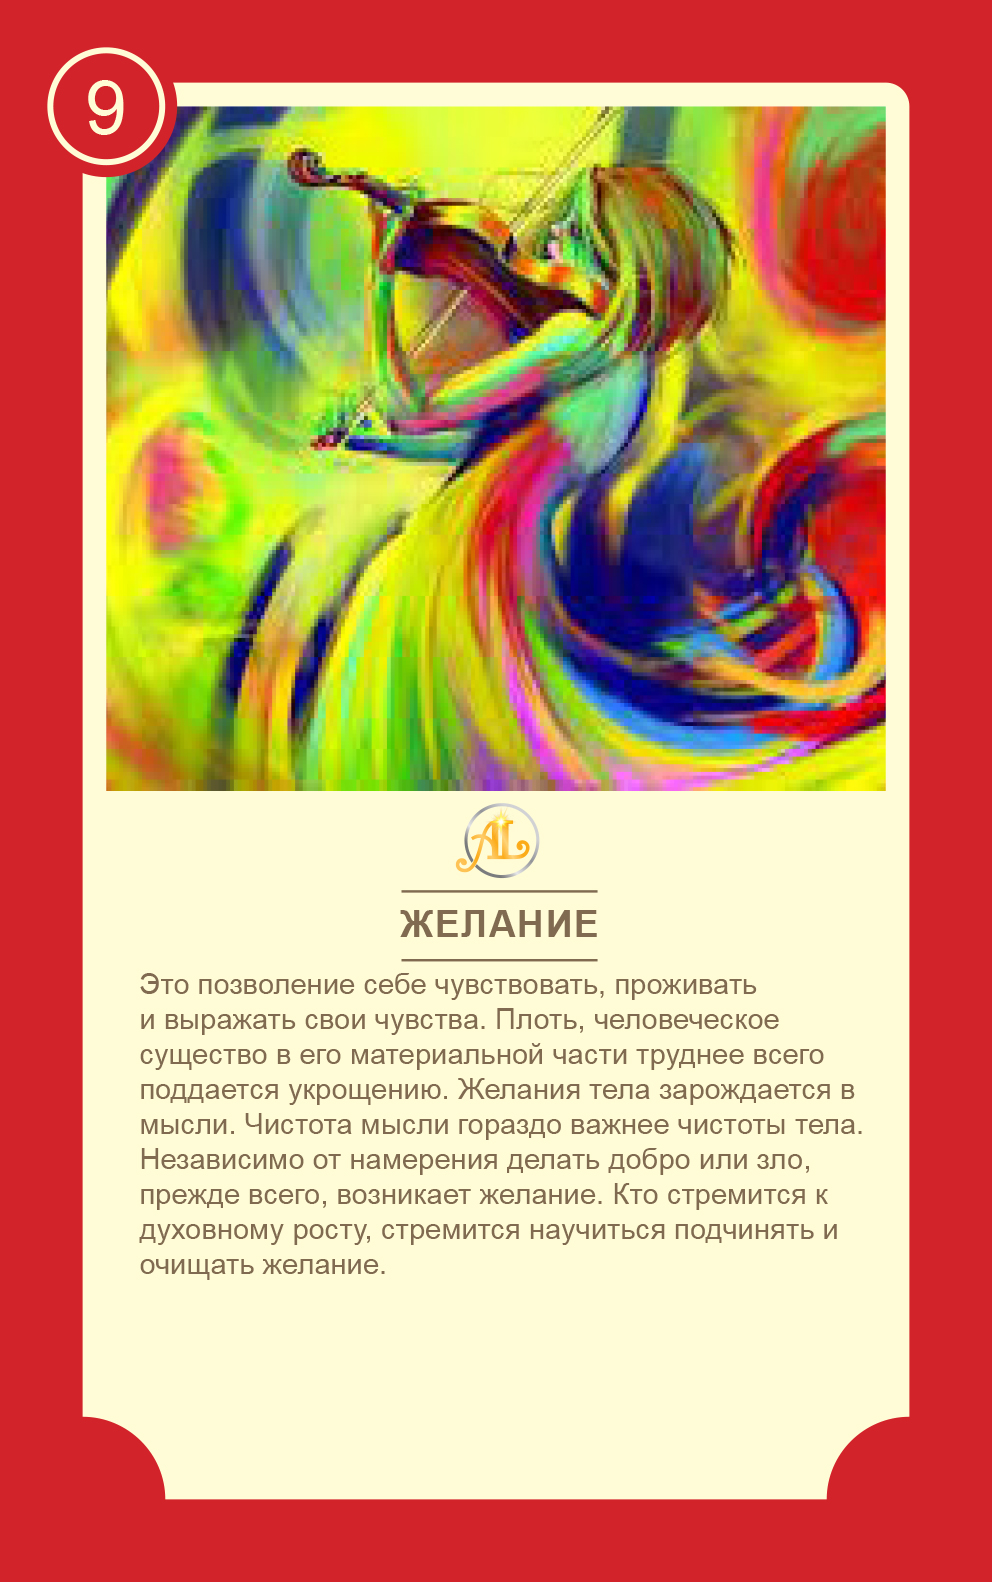 9
AL
ЖЕЛАНИЕ
Это позволение себе чувствовать, проживать
и выражать свои чувства. Плоть, человеческое
существо в его материальной части труднее всего
поддается укрощению. Желания тела зарождается в
мысли. Чистота мысли гораздо важнее чистоты тела.
Независимо от намерения делать добро или зло,
прежде всего, возникает желание. Кто стремится к
духовному росту, стремится научиться подчинять и
очищать желание.